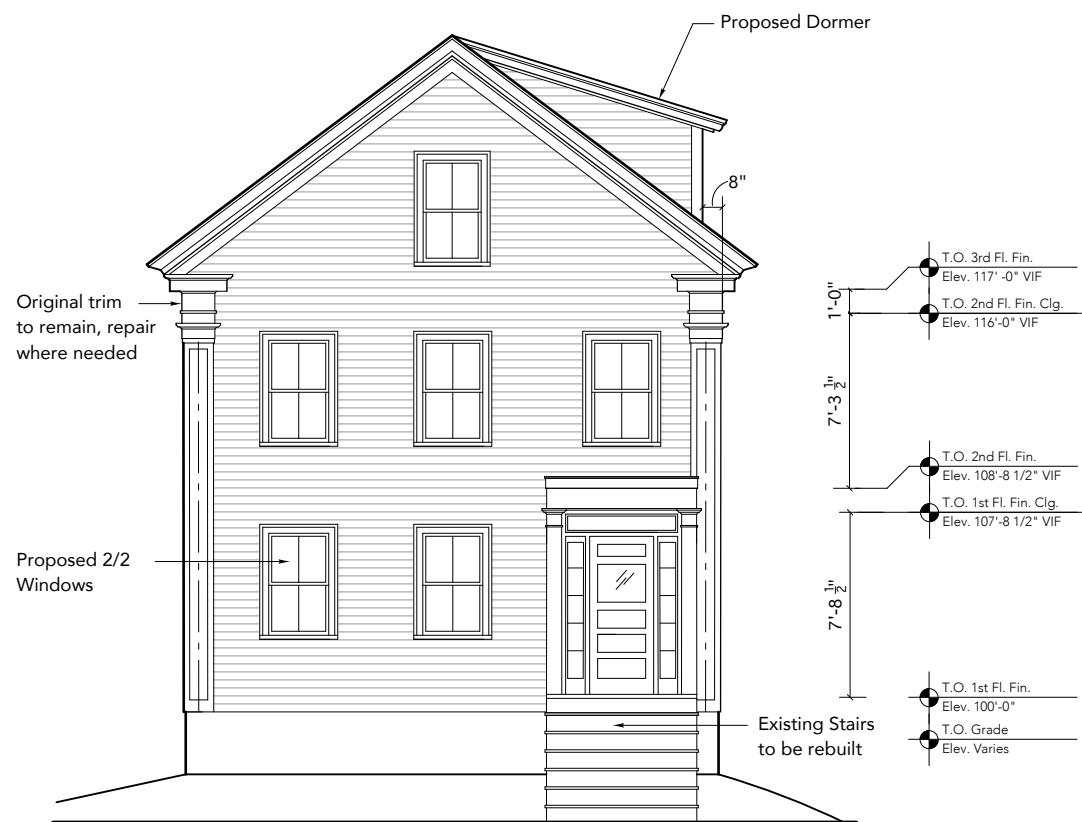 Proposed Dormer
8"
T.O. 3rd Fl. Fin.
Elev. 117' -0" VIF
1'-0"
T.O. 2nd Fl. Fin. Clg.
Elev. 116'-0" VIF
Original trim
to remain, repair
where needed
7'-3 1/2"
T.O. 2nd Fl. Fin.
Elev. 108'-8 1/2" VIF
T.O. 1st Fl. Fin. Clg.
Elev. 107'-8 1/2" VIF
Proposed 2/2
Windows
7'-8 1/2"
T.O. 1st Fl. Fin.
Elev. 100'-0"
Existing Stairs
to be rebuilt
T.O. Grade
Elev. Varies